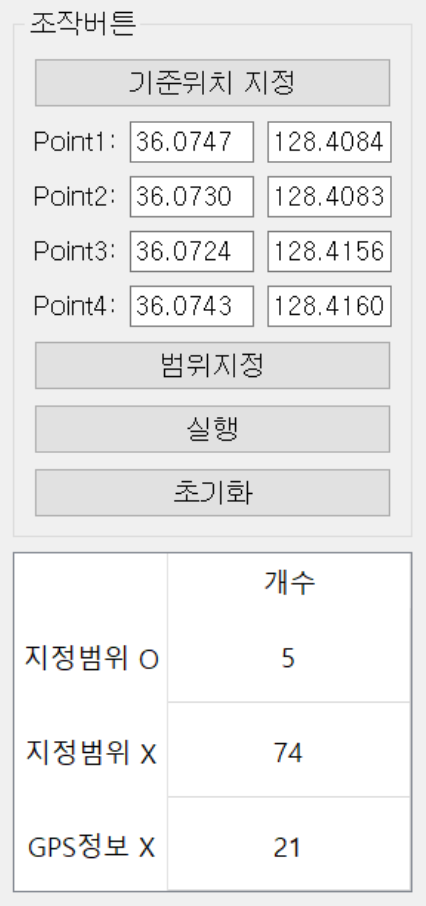 조작버튼
기준위치 지정
Point1: 36.0747 128.4084
Point2: 36.0730 128.4083
Point3: 36.0724 128.4156
Point4: 36.0743 128.4160
범위지정
실행
초기화
개수
지정범위 O 5
지정범위 X 74
GPS정보 X 21